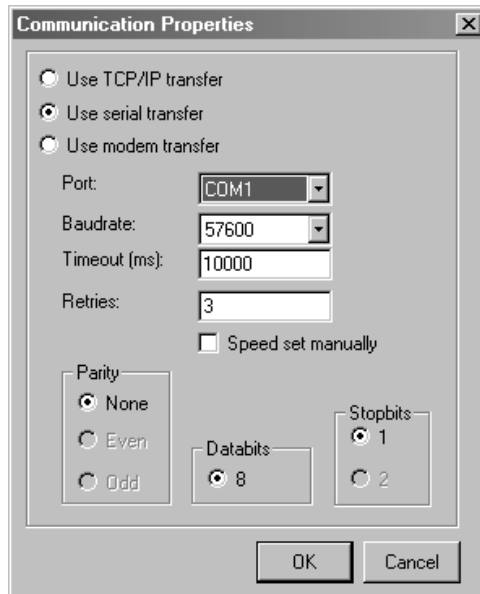 Communication Properties
Use TCP/IP transfer
Use serial transfer
Use modem transfer
Port: COM1
Baudrate: 57600
Timeout (ms): 10000
Retries: 3
Speed set manually
Parity
None
Even
Odd
Databits
8
Stopbits
1
2
OK Cancel